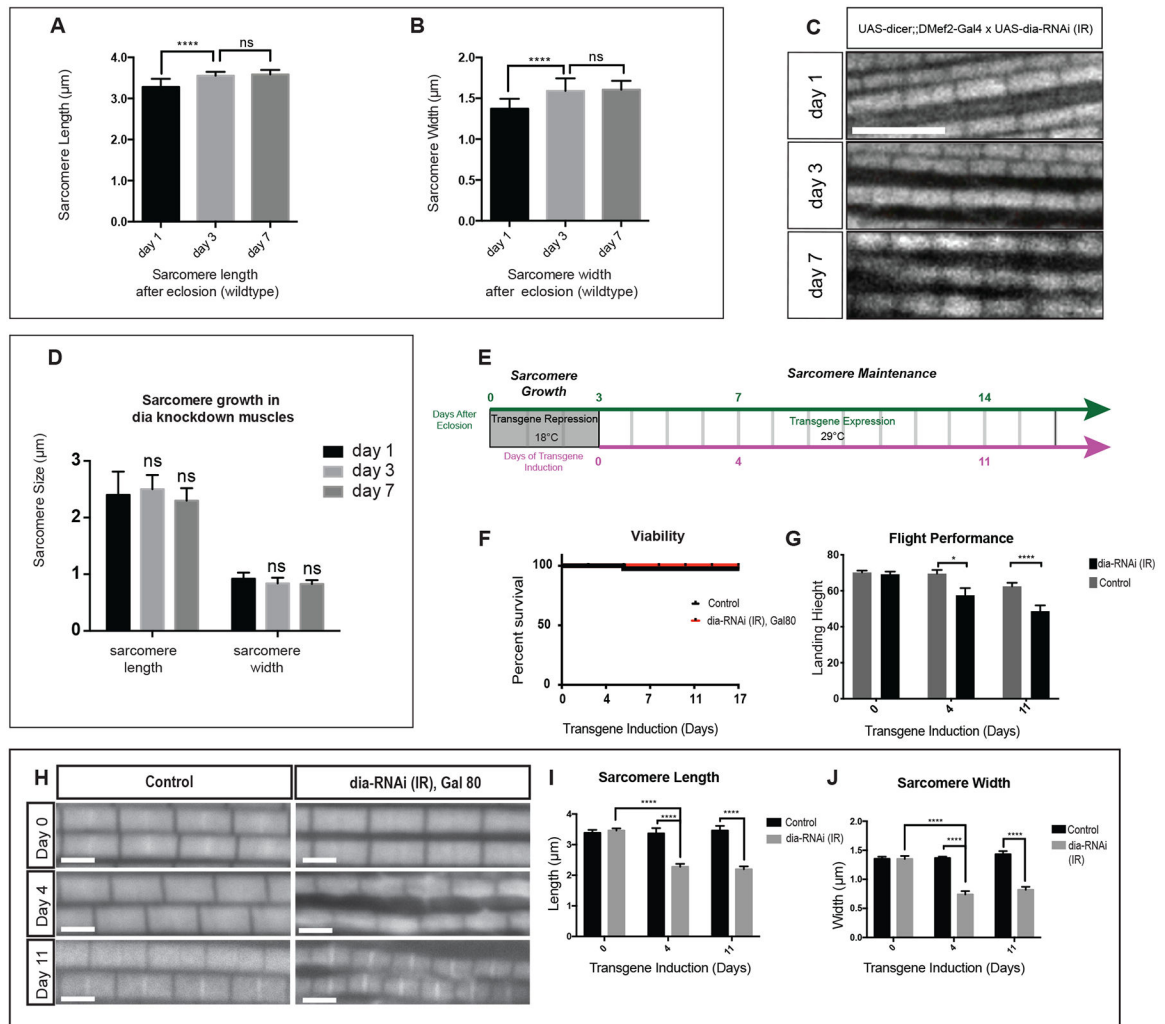 A
****
ns
4.0
3.0
2.0
1.0
0.0
Sarcomere Length (μm)
day 1
day 3
day 7
Sarcomere length
after eclosion (wildtype)
B
****
ns
2.0
1.5
1.0
0.5
0.0
Sarcomere Width (μm)
day 1
day 3
day 7
Sarcomere width
after eclosion (wildtype)
C
UAS-dicer;;DMef2-Gal4 x UAS-dia-RNAi (IR)
day 1
day 3
day 7
D
Sarcomere growth in
dia knockdown muscles
3
2
1
0
Sarcomere Size (μm)
ns
ns
ns
ns
day 1
day 3
day 7
sarcomere
length
sarcomere
width
E
Sarcomere
Growth
Sarcomere Maintenance
0
3
7
14
Days After
Eclosion
Transgene Repression
18°C
Transgene Expression
29°C
Days of Transgene
Induction
0
4
11
F
Viability
100
50
0
Percent survival
Control
dia-RNAi (IR), Gal80
0
4
7
11
17
Transgene Induction (Days)
G
Flight Performance
80
60
40
20
0
Landing Hieght
*
****
dia-RNAi (IR)
Control
0
4
11
Transgene Induction (Days)
H
Control
dia-RNAi (IR), Gal 80
Day 0
Day 4
Day 11
I
Sarcomere Length
4
3
2
1
0
Length (μm)
****
****
****
Control
dia-RNAi (IR)
0
4
11
Transgene Induction (Days)
J
Sarcomere Width
2.0
1.5
1.0
0.5
0.0
Width (μm)
****
****
****
Control
dia-RNAi
(IR)
0
4
11
Transgene Induction (Days)